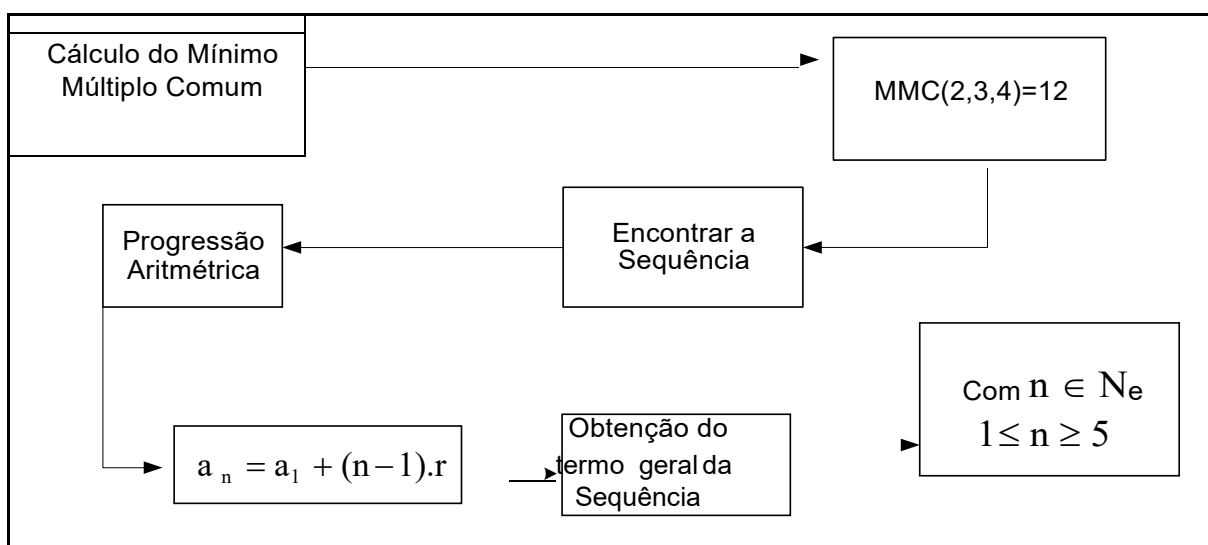 Cálculo do Mínimo
Múltiplo Comum
MMC(2,3,4)=12
Encontrar a
Sequência
Progressão
Aritmétrica
a n = a1 + (n−1).r
Obtenção do
termo geral da
Sequência
Com n ∈ N e
1≤ n ≥ 5